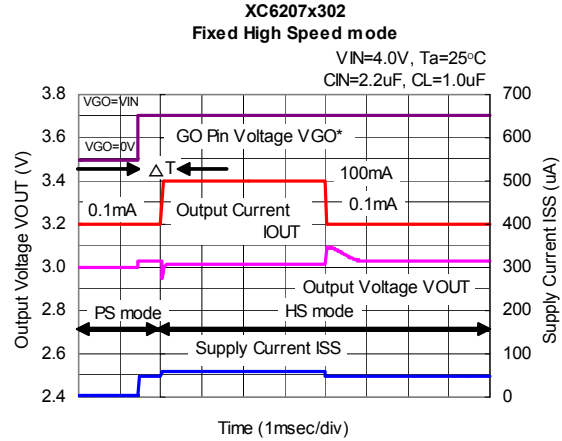 XC6207x302
Fixed High Speed mode
VIN=4.0V, Ta=25°C
CIN=2.2uF, CL=1.0uF
3.8
3.6
3.4
3.2
3.0
2.8
2.6
2.4
Output Voltage VOUT (V)
VGO=VIN
VGO=0V
GO Pin Voltage VGO*
△T
100mA
0.1mA
Output Current
IOUT
0.1mA
Output Voltage VOUT
PS mode
HS mode
Supply Current ISS
700
600
500
400
300
200
100
0
Supply Current ISS (uA)
Time (1msec/div)